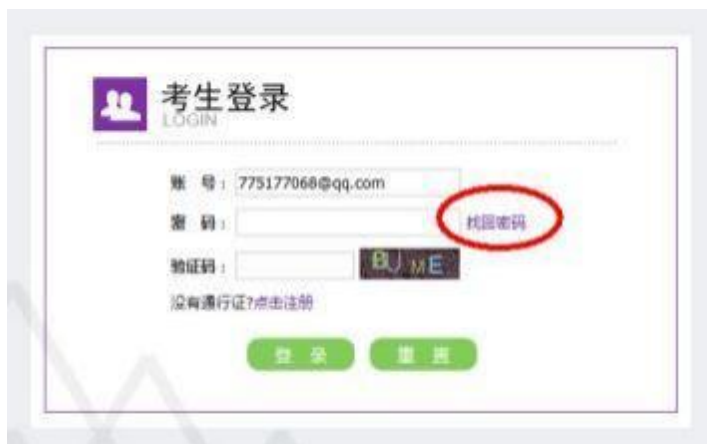 考生登录
LOGIN
账 号：775177068@qq.com
密 码： 找回密码
验证码： BUME
没有通行证?点击注册
登 录 重 置